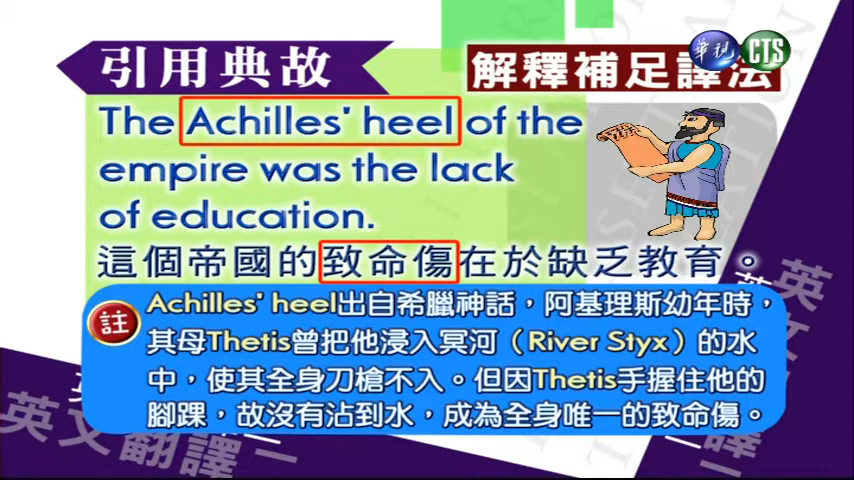 引用典故
解釋補足譯法
華視 CTS
The Achilles' heel of the
empire was the lack
of education.
這個帝國的致命傷在於缺乏教育。
註
Achilles' heel出自希臘神話，阿基理斯幼年時，
其母Thetis曾把他浸入冥河（River Styx）的水
中，使其全身刀槍不入。但因Thetis手握住他的
腳踝，故沒有沾到水，成為全身唯一的致命傷。
英文翻譯二